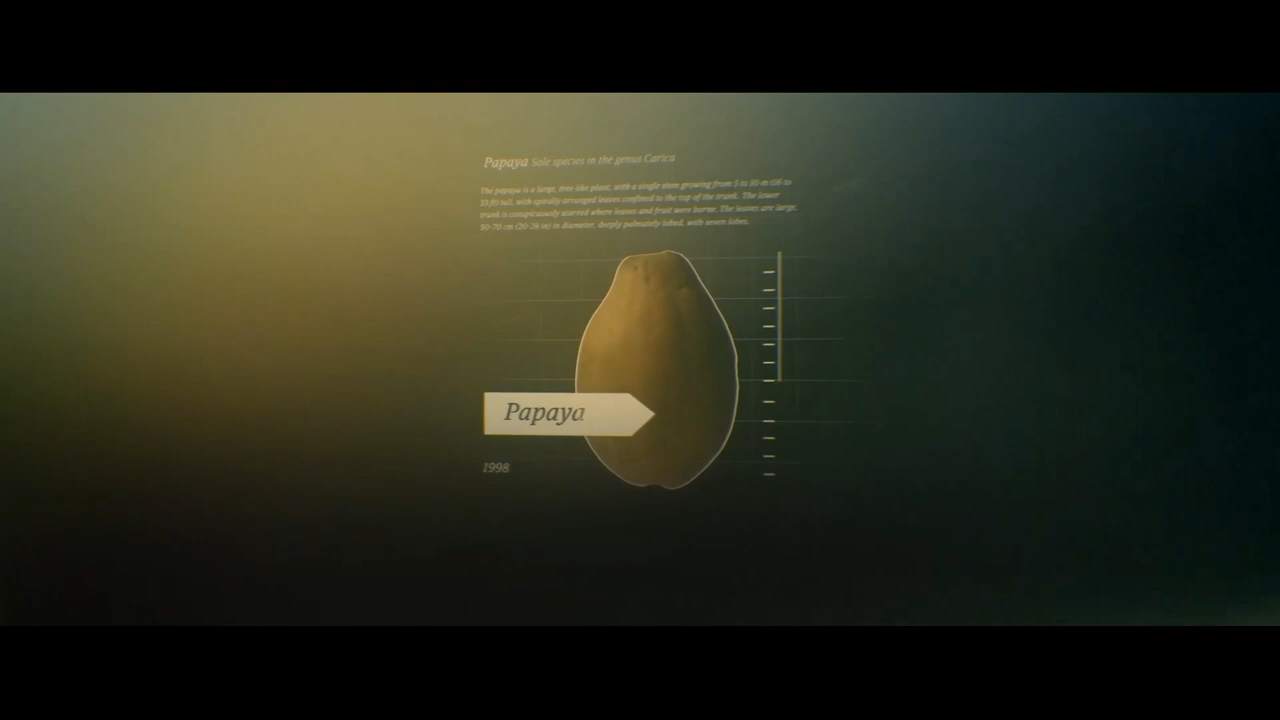 Papaya Sole species in the genus Carica
The papaya is a large, tree-like plant, with a single stem growing from 5 to 10 m (16 to
33 ft) tall, with spirally arranged leaves confined to the top of the trunk. The lower
trunk is conspicuously scarred where leaves and fruit were borne. The leaves are large,
50-70 cm (20-28 in) in diameter, deeply palmately lobed, with seven lobes.
Papaya
1998